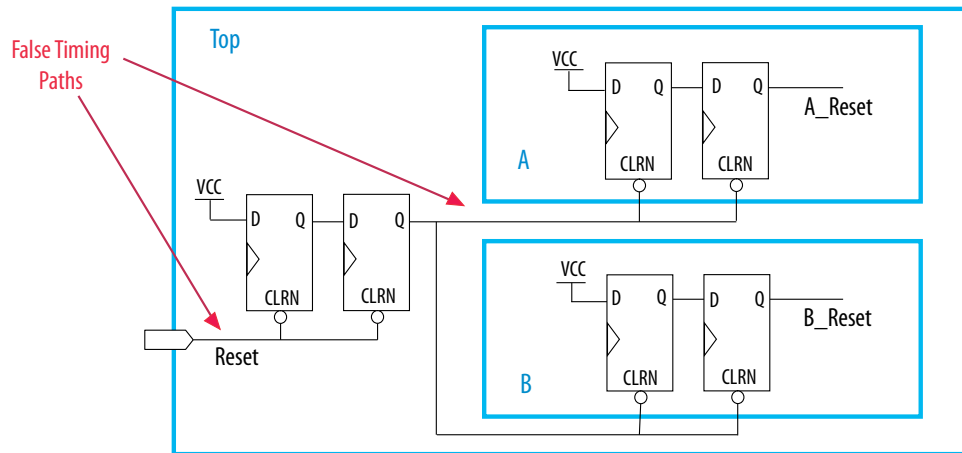 Top
False Timing
Paths
VCC
D Q
D Q
A_Reset
CLRN
CLRN
A
VCC
D Q
D Q
CLRN
CLRN
Reset
VCC
D Q
D Q
B_Reset
CLRN
CLRN
B